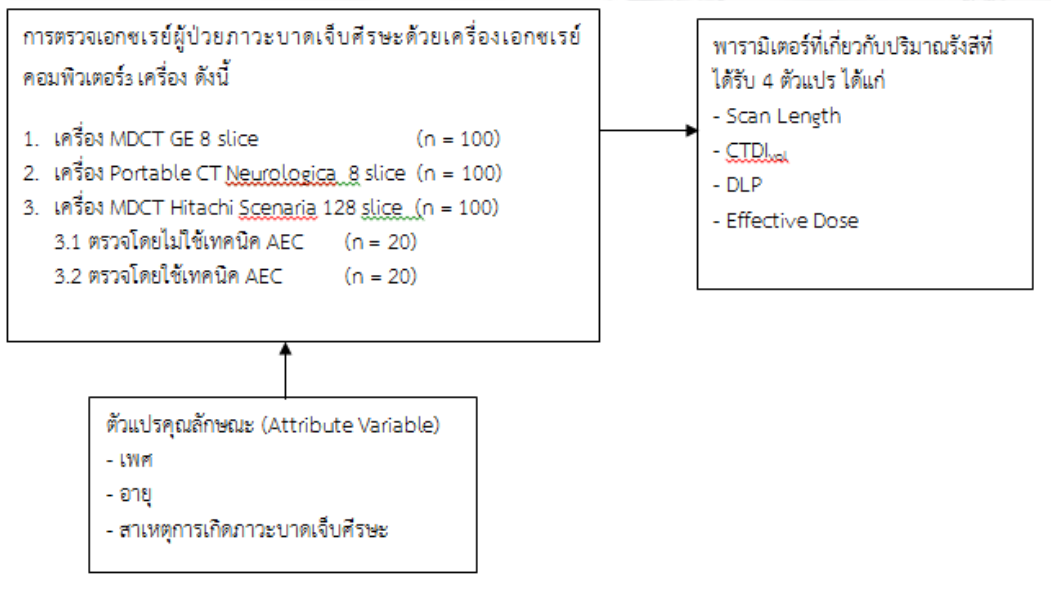 การตรวจเอกซเรย์ผู้ป่วยภาวะบาดเจ็บศีรษะด้วยเครื่องเอกซเรย์
คอมพิวเตอร์3 เครื่อง ดังนี้
1. เครื่อง MDCT GE 8 slice (n = 100)
2. เครื่อง Portable CT Neurologica 8 slice (n = 100)
3. เครื่อง MDCT Hitachi Scenaria 128 slice (n = 100)
3.1 ตรวจโดยไม่ใช้เทคนิค AEC (n = 20)
3.2 ตรวจโดยใช้เทคนิค AEC (n = 20)
พารามิเตอร์ที่เกี่ยวกับปริมาณรังสีที่
ได้รับ 4 ตัวแปร ได้แก่
- Scan Length
- CTDIvol
- DLP
- Effective Dose
ตัวแปรคุณลักษณะ (Attribute Variable)
- เพศ
- อายุ
- สาเหตุการเกิดภาวะบาดเจ็บศีรษะ